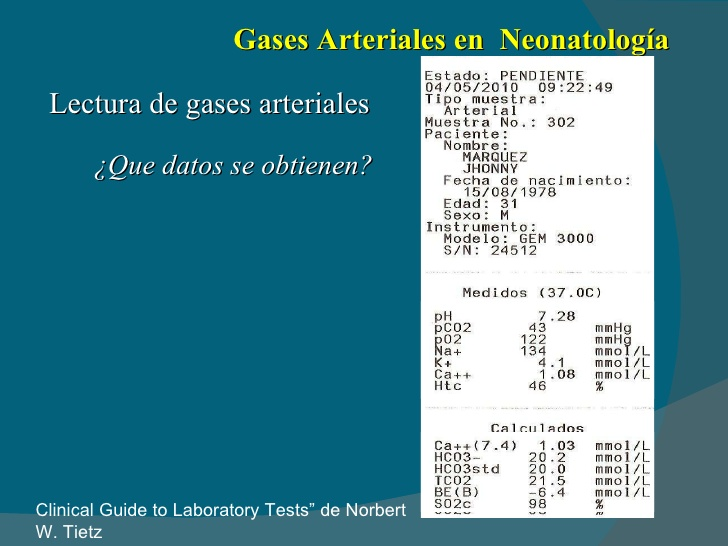 Gases Arteriales en Neonatología
Lectura de gases arteriales
¿Que datos se obtienen?
Estado: PENDIENTE
04/05/2010 09:22:49
Tipo muestra:
Arterial
Muestra No.: 302
Paciente:
Nombre:
MARQUEZ
JHONNY
Fecha de nacimiento:
15/08/1978
Edad: 31
Sexo: M
Instrumento:
Modelo: GEM 3000
S/N: 24512
Medidos (37.0C)
pH 7.28
pCO2 43 mmHg
pO2 122 mmHg
Na+ 134 mmol/L
K+ 4.1 mmol/L
Ca++ 1.08 mmol/L
Htc 46 %
Calculados
Ca++(7.4) 1.03 mmol/L
HCO3- 20.2 mmol/L
HCO3std 20.0 mmol/L
TCO2 21.5 mmol/L
BE(B) -6.4 mmol/L
SO2c 98 %
Clinical Guide to Laboratory Tests” de Norbert
W. Tietz